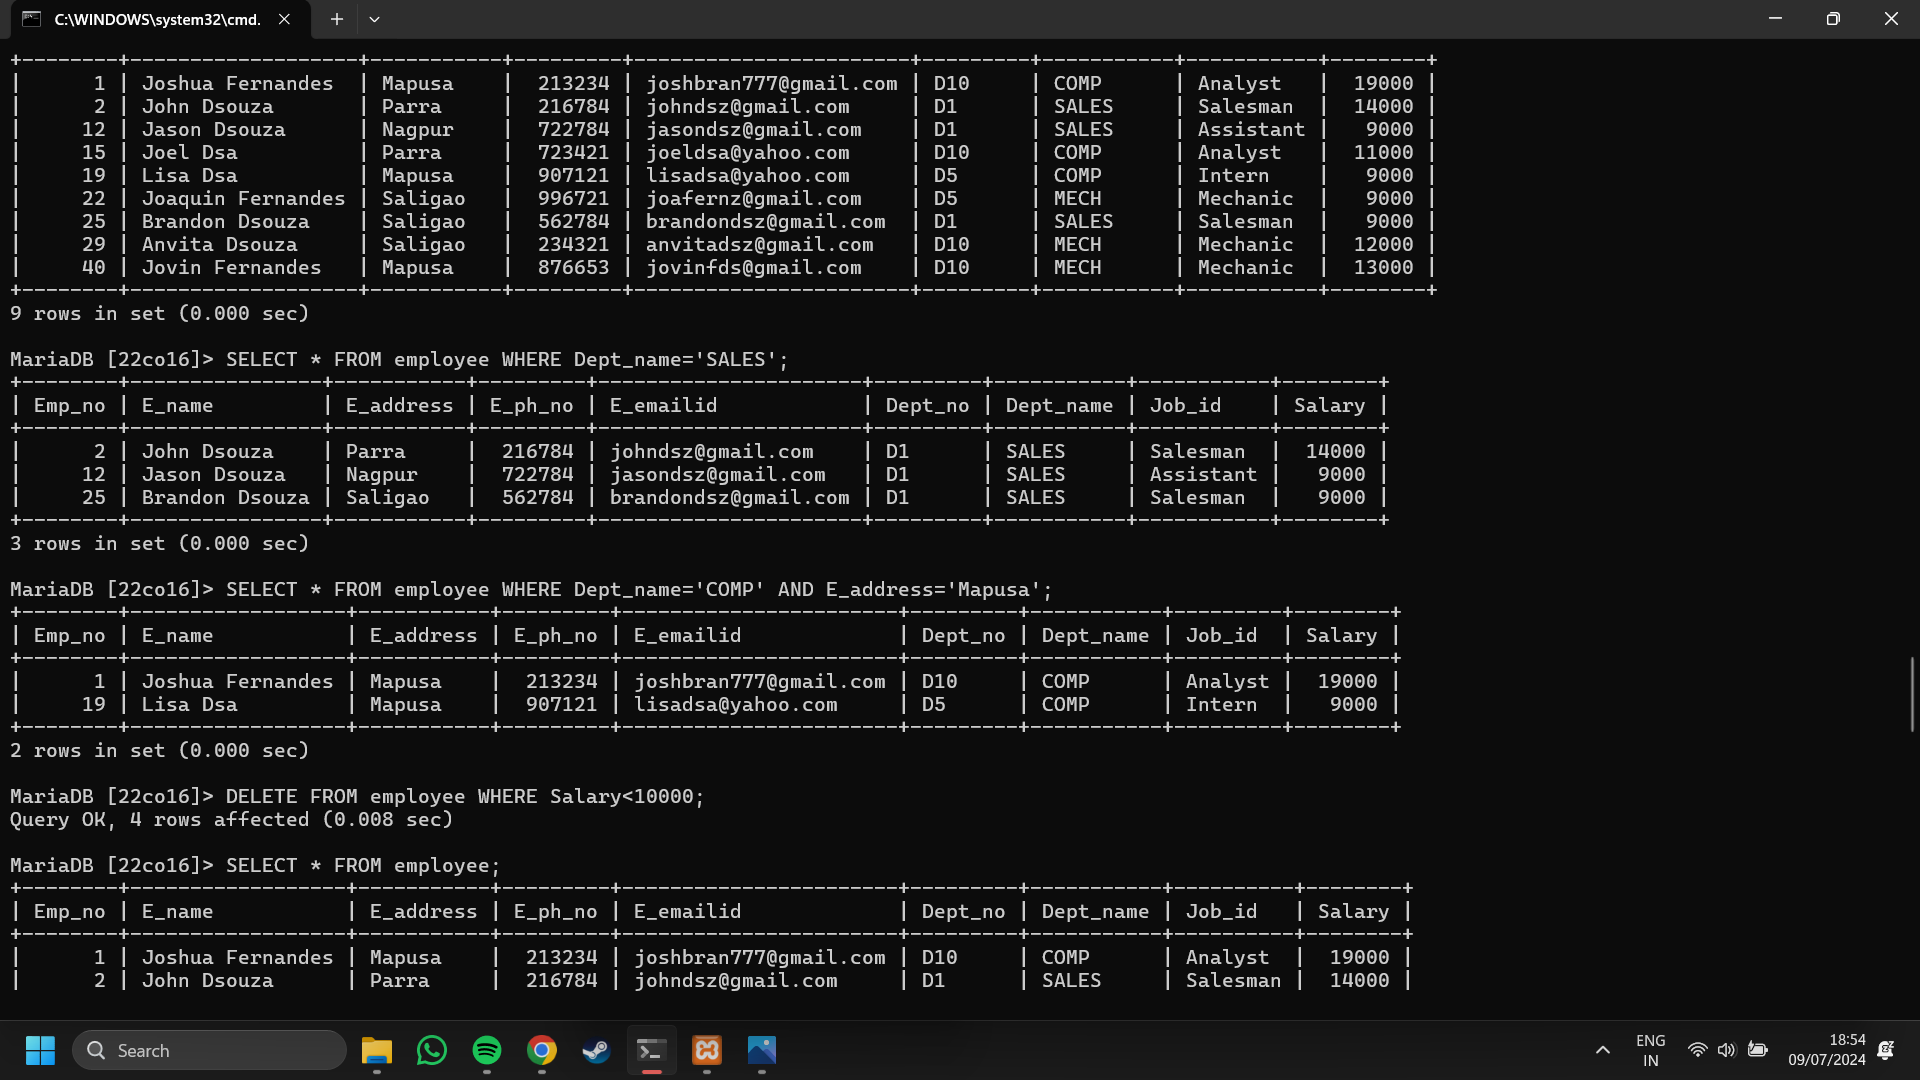 C:\WINDOWS\system32\cmd.
+--------+-------------------+-----------+---------+-----------------------+---------+-----------+-----------+--------+
|      1 | Joshua Fernandes  | Mapusa    |  213234 | joshbran777@gmail.com | D10     | COMP      | Analyst   |  19000 |
|      2 | John Dsouza       | Parra     |  216784 | johndsz@gmail.com     | D1      | SALES     | Salesman  |  14000 |
|     12 | Jason Dsouza      | Nagpur    |  722784 | jasondsz@gmail.com    | D1      | SALES     | Assistant |   9000 |
|     15 | Joel Dsa          | Parra     |  723421 | joeldsa@yahoo.com     | D10     | COMP      | Analyst   |  11000 |
|     19 | Lisa Dsa          | Mapusa    |  907121 | lisadsa@yahoo.com     | D5      | COMP      | Intern    |   9000 |
|     22 | Joaquin Fernandes | Saligao   |  996721 | joafernz@gmail.com    | D5      | MECH      | Mechanic  |   9000 |
|     25 | Brandon Dsouza    | Saligao   |  562784 | brandondsz@gmail.com  | D1      | SALES     | Salesman  |   9000 |
|     29 | Anvita Dsouza     | Saligao   |  234321 | anvitadsz@gmail.com   | D10     | MECH      | Mechanic  |  12000 |
|     40 | Jovin Fernandes   | Mapusa    |  876653 | jovinfds@gmail.com    | D10     | MECH      | Mechanic  |  13000 |
+--------+-------------------+-----------+---------+-----------------------+---------+-----------+-----------+--------+
9 rows in set (0.000 sec)
MariaDB [22co16]> SELECT * FROM employee WHERE Dept_name='SALES';
+--------+----------------+-----------+---------+----------------------+---------+-----------+-----------+--------+
| Emp_no | E_name         | E_address | E_ph_no | E_emailid            | Dept_no | Dept_name | Job_id    | Salary |
+--------+----------------+-----------+---------+----------------------+---------+-----------+-----------+--------+
|      2 | John Dsouza    | Parra     |  216784 | johndsz@gmail.com    | D1      | SALES     | Salesman  |  14000 |
|     12 | Jason Dsouza   | Nagpur    |  722784 | jasondsz@gmail.com   | D1      | SALES     | Assistant |   9000 |
|     25 | Brandon Dsouza | Saligao   |  562784 | brandondsz@gmail.com | D1      | SALES     | Salesman  |   9000 |
+--------+----------------+-----------+---------+----------------------+---------+-----------+-----------+--------+
3 rows in set (0.000 sec)
MariaDB [22co16]> SELECT * FROM employee WHERE Dept_name='COMP' AND E_address='Mapusa';
+--------+------------------+-----------+---------+-----------------------+---------+-----------+---------+--------+
| Emp_no | E_name           | E_address | E_ph_no | E_emailid             | Dept_no | Dept_name | Job_id  | Salary |
+--------+------------------+-----------+---------+-----------------------+---------+-----------+---------+--------+
|      1 | Joshua Fernandes | Mapusa    |  213234 | joshbran777@gmail.com | D10     | COMP      | Analyst |  19000 |
|     19 | Lisa Dsa         | Mapusa    |  907121 | lisadsa@yahoo.com     | D5      | COMP      | Intern  |   9000 |
+--------+------------------+-----------+---------+-----------------------+---------+-----------+---------+--------+
2 rows in set (0.000 sec)
MariaDB [22co16]> DELETE FROM employee WHERE Salary<10000;
Query OK, 4 rows affected (0.008 sec)
MariaDB [22co16]> SELECT * FROM employee;
+--------+------------------+-----------+---------+-----------------------+---------+-----------+----------+--------+
| Emp_no | E_name           | E_address | E_ph_no | E_emailid             | Dept_no | Dept_name | Job_id   | Salary |
+--------+------------------+-----------+---------+-----------------------+---------+-----------+----------+--------+
|      1 | Joshua Fernandes | Mapusa    |  213234 | joshbran777@gmail.com | D10     | COMP      | Analyst  |  19000 |
|      2 | John Dsouza      | Parra     |  216784 | johndsz@gmail.com     | D1      | SALES     | Salesman |  14000 |
Search
ENG
IN
18:54
09/07/2024